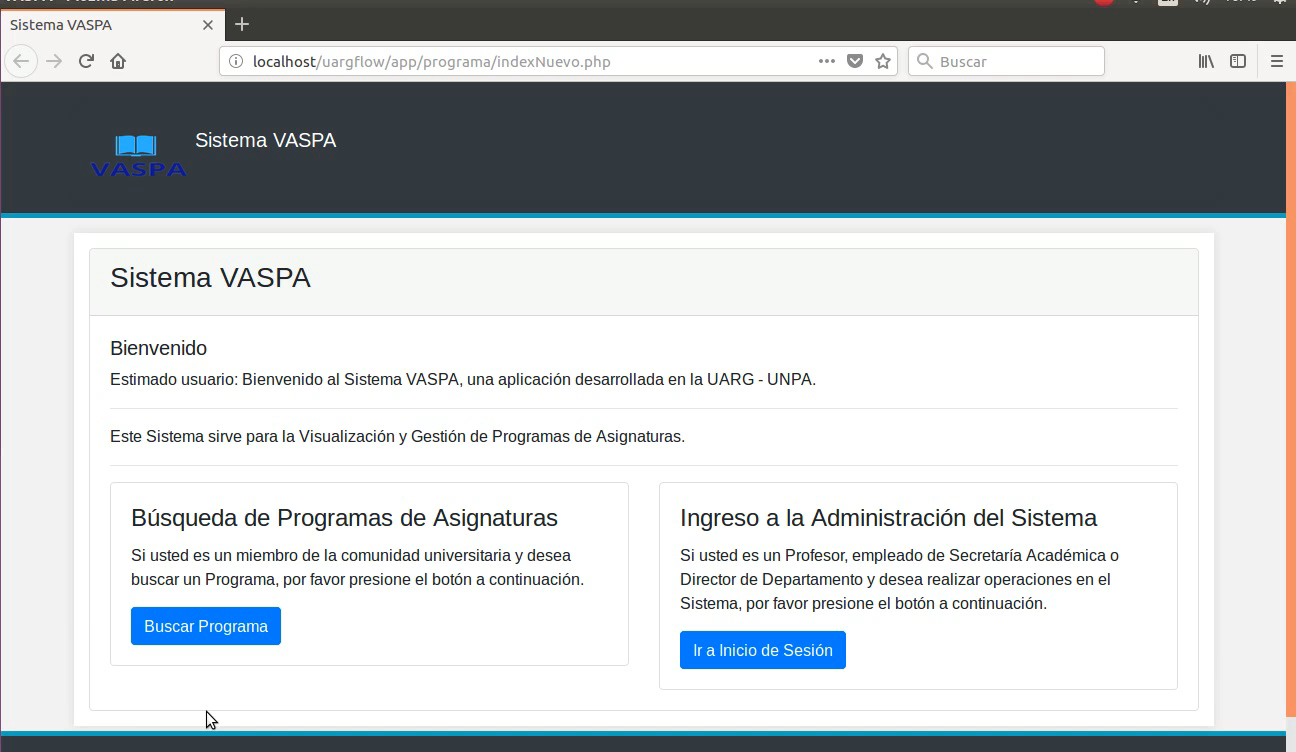 Sistema VASPA
localhost/uargflow/app/programa/indexNuevo.php
Buscar
VASPA
Sistema VASPA
Sistema VASPA
Bienvenido
Estimado usuario: Bienvenido al Sistema VASPA, una aplicación desarrollada en la UARG - UNPA.
Este Sistema sirve para la Visualización y Gestión de Programas de Asignaturas.
Búsqueda de Programas de Asignaturas
Si usted es un miembro de la comunidad universitaria y desea
buscar un Programa, por favor presione el botón a continuación.
Buscar Programa
Ingreso a la Administración del Sistema
Si usted es un Profesor, empleado de Secretaría Académica o
Director de Departamento y desea realizar operaciones en el
Sistema, por favor presione el botón a continuación.
Ir a Inicio de Sesión